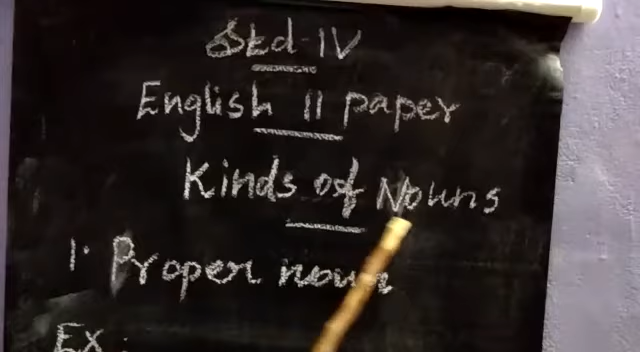 Std-IV
English II paper
Kinds of Nouns
1. Proper noun
Ex: